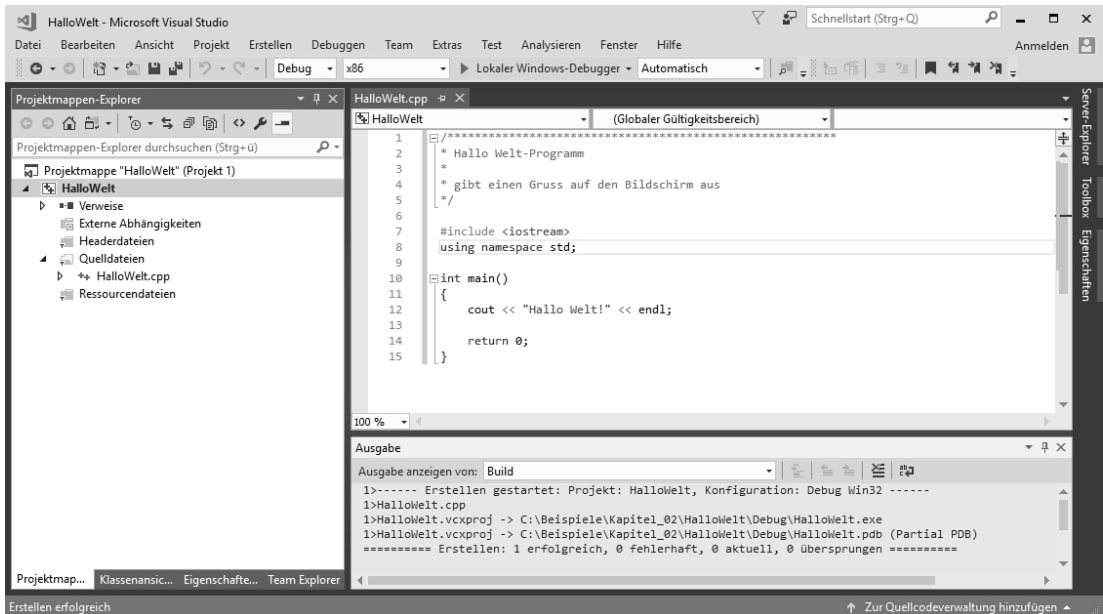 HalloWelt - Microsoft Visual Studio
Schnellstart (Strg+Q)
Datei Bearbeiten Ansicht Projekt Erstellen Debuggen Team Extras Test Analysieren Fenster Hilfe
Anmelden
Debug x86 Lokaler Windows-Debugger Automatisch
Projektmappen-Explorer
Projektmappen-Explorer durchsuchen (Strg+ü)
Projektmappe "HalloWelt" (Projekt 1)
HalloWelt
Verweise
Externe Abhängigkeiten
Headerdateien
Quelldateien
HalloWelt.cpp
Ressourcendateien
Projektmap... Klassenansic... Eigenschafte... Team Explorer
HalloWelt.cpp
HalloWelt (Globaler Gültigkeitsbereich)
1 /*********************************************************
2 * Hallo Welt-Programm
3 *
4 * gibt einen Gruss auf den Bildschirm aus
5 */
6
7 #include <iostream>
8 using namespace std;
9
10 int main()
11 {
12 cout << "Hallo Welt!" << endl;
13
14 return 0;
15 }
100 %
Ausgabe
Ausgabe anzeigen von: Build
1>------ Erstellen gestartet: Projekt: HalloWelt, Konfiguration: Debug Win32 ------
1>HalloWelt.cpp
1>HalloWelt.vcxproj -> C:\Beispiele\Kapitel_02\HalloWelt\Debug\HalloWelt.exe
1>HalloWelt.vcxproj -> C:\Beispiele\Kapitel_02\HalloWelt\Debug\HalloWelt.pdb (Partial PDB)
========== Erstellen: 1 erfolgreich, 0 fehlerhaft, 0 aktuell, 0 übersprungen ==========
Server-Explorer
Toolbox
Eigenschaften
Erstellen erfolgreich
Zur Quellcodeverwaltung hinzufügen